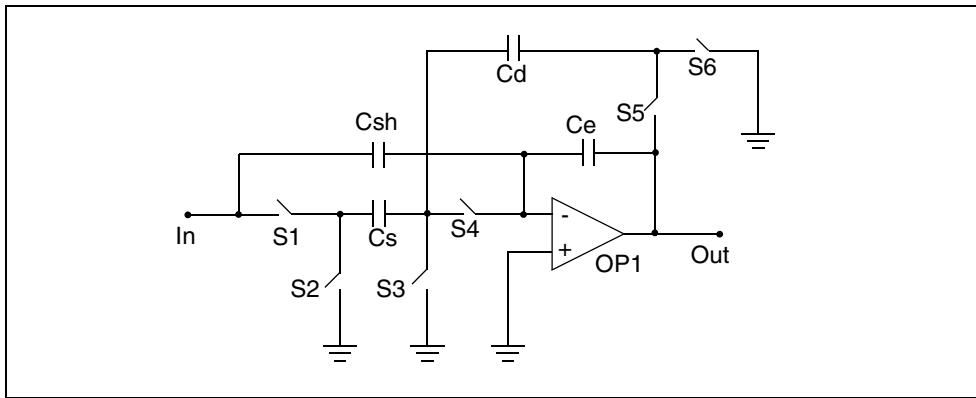 Cd
S6
S5
Csh
Ce
In
S1
Cs
S4
-
+
OP1
Out
S2
S3